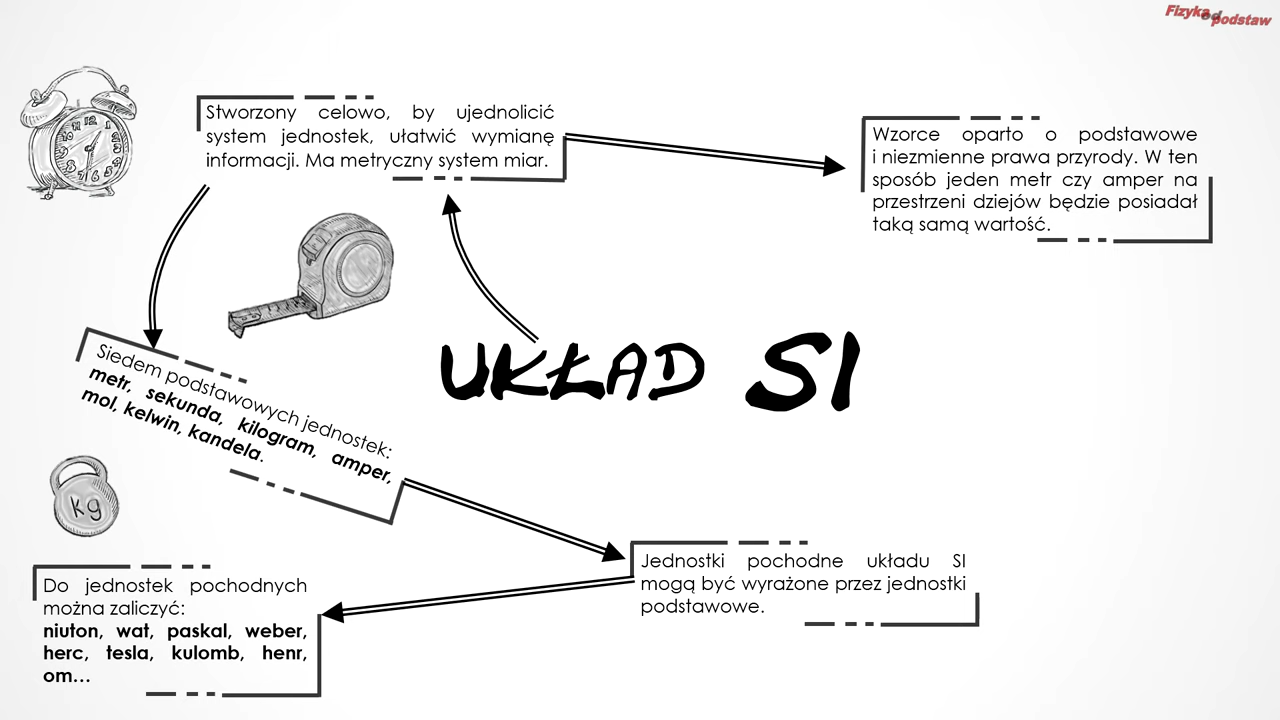 Fizyka od podstaw
Stworzony celowo, by ujednolicić
system jednostek, ułatwić wymianę
informacji. Ma metryczny system miar.
Wzorce oparto o podstawowe
i niezmienne prawa przyrody. W ten
sposób jeden metr czy amper na
przestrzeni dziejów będzie posiadał
taką samą wartość.
UKŁAD SI
Siedem podstawowych jednostek:
metr, sekunda, kilogram, amper,
mol, kelwin, kandela.
kg
Jednostki pochodne układu SI
mogą być wyrażone przez jednostki
podstawowe.
Do jednostek pochodnych
można zaliczyć:
niuton, wat, paskal, weber,
herc, tesla, kulomb, henr,
om...